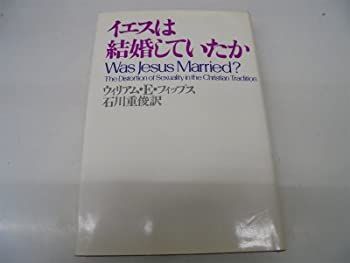 イエスは
結婚していたか
Was Jesus Married?
The Distortion of Sexuality in the Christian Tradition
ウィリアム・E・フィップス
石川重俊訳